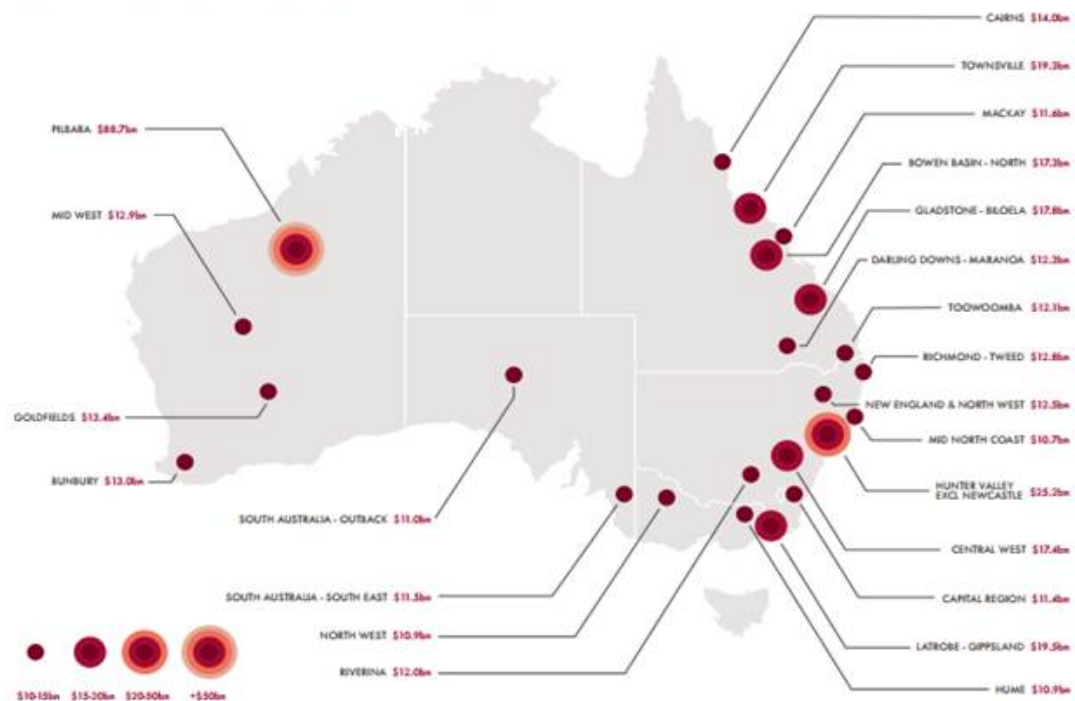 CAIRNS $14.0bn
TOWNSVILLE $19.3bn
PILBARA $88.7bn
MACKAY $11.6bn
BOWEN BASIN - NORTH $17.3bn
MID WEST $12.9bn
GLADSTONE - BILOELA $17.8bn
DARLING DOWNS - MARANOA $12.3bn
TOOWOOMBA $12.1bn
RICHMOND - TWEED $12.8bn
NEW ENGLAND & NORTH WEST $12.5bn
GOLDFIELDS $13.4bn
MID NORTH COAST $10.7bn
BUNBURY $13.0bn
HUNTER VALLEY
EXCL NEWCASTLE $25.2bn
SOUTH AUSTRALIA - OUTBACK $11.0bn
CENTRAL WEST $17.4bn
SOUTH AUSTRALIA - SOUTH EAST $11.5bn
CAPITAL REGION $11.4bn
NORTH WEST $10.9bn
LATROBE - GIPPSLAND $19.5bn
RIVERINA $12.0bn
HUME $10.9bn
$10-15bn $15-20bn $20-50bn +$50bn